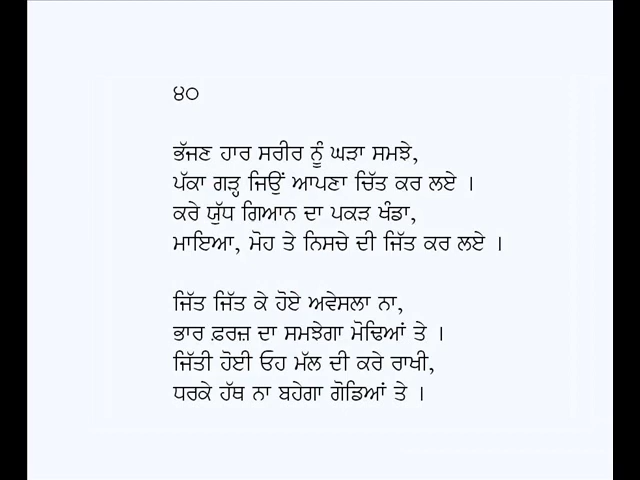 ੪੦
ਭੱਜਣ ਹਾਰ ਸਰੀਰ ਨੂੰ ਘੜਾ ਸਮਝੇ,
ਪੱਕਾ ਗੜ੍ਹ ਜਿਉਂ ਆਪਣਾ ਚਿੱਤ ਕਰ ਲਏ ।
ਕਰੇ ਯੁੱਧ ਗਿਆਨ ਦਾ ਪਕੜ ਖੰਡਾ,
ਮਾਇਆ, ਮੋਹ ਤੇ ਨਿਸਚੇ ਦੀ ਜਿੱਤ ਕਰ ਲਏ ।
ਜਿੱਤ ਜਿੱਤ ਕੇ ਹੋਏ ਅਵੇਸਲਾ ਨਾ,
ਭਾਰ ਫ਼ਰਜ਼ ਦਾ ਸਮਝੇਗਾ ਮੋਢਿਆਂ ਤੇ ।
ਜਿੱਤੀ ਹੋਈ ਓਹ ਮੱਲ ਦੀ ਕਰੇ ਰਾਖੀ,
ਧਰਕੇ ਹੱਥ ਨਾ ਬਹੇਗਾ ਗੋਡਿਆਂ ਤੇ ।